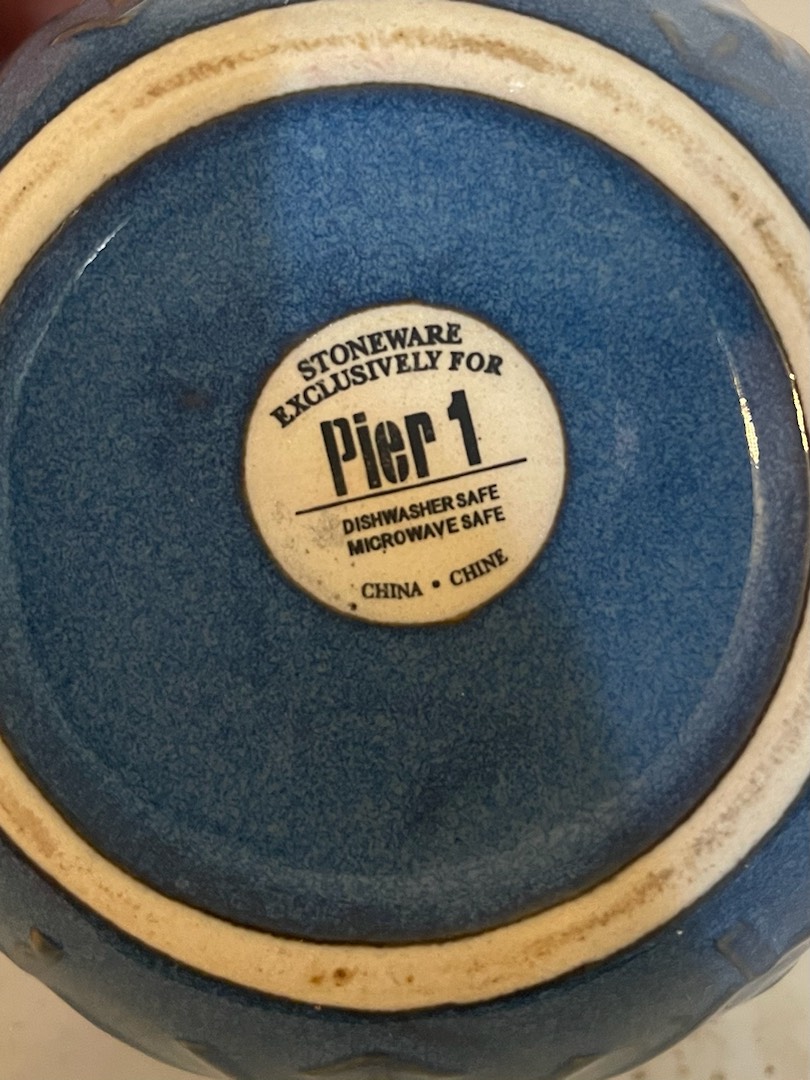 STONEWARE
EXCLUSIVELY FOR
Pier 1
DISHWASHER SAFE
MICROWAVE SAFE
CHINA • CHINE